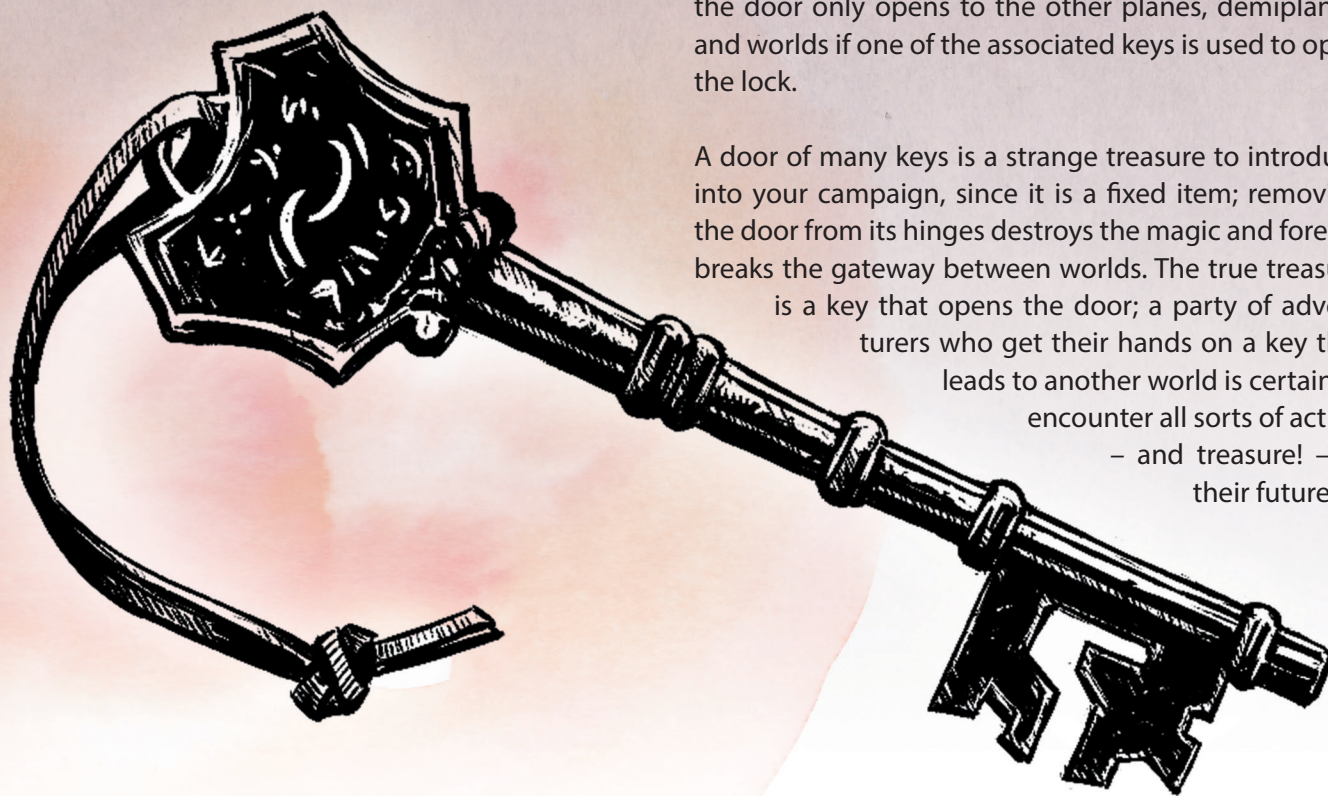 the door only opens to the other planes, demiplan
and worlds if one of the associated keys is used to op
the lock.
A door of many keys is a strange treasure to introdu
into your campaign, since it is a fixed item; remov
the door from its hinges destroys the magic and fore
breaks the gateway between worlds. The true treasu
is a key that opens the door; a party of adve
turers who get their hands on a key t
leads to another world is certain
encounter all sorts of act
– and treasure! –
their future